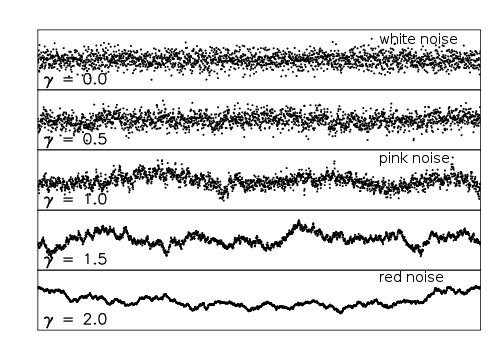 white noise
γ = 0.0
γ = 0.5
pink noise
γ = 1.0
γ = 1.5
red noise
γ = 2.0